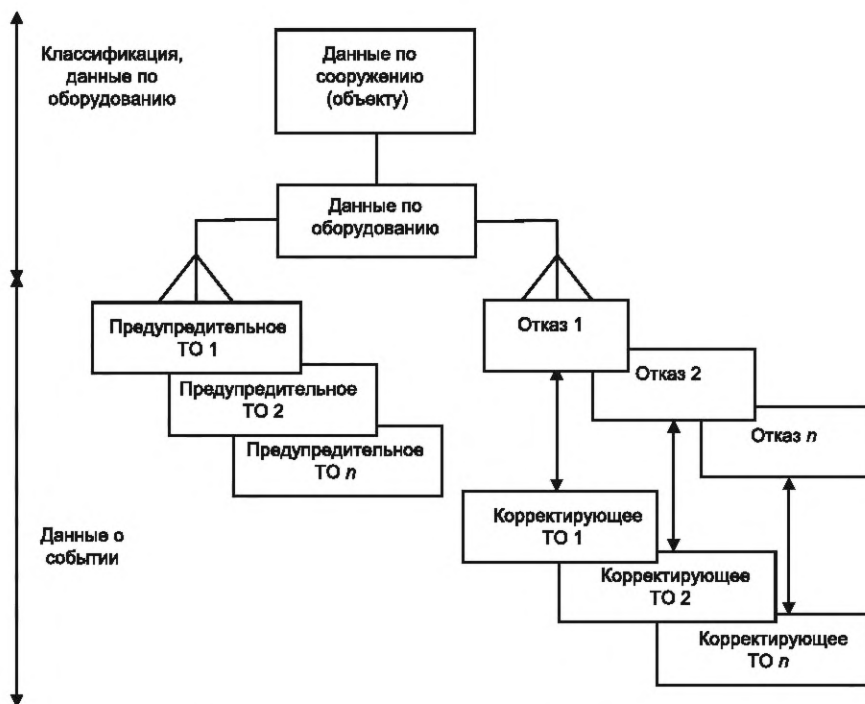 Классификация,
данные по
оборудованию
Данные по
сооружению
(объекту)
Данные по
оборудованию
Предупредительное
ТО 1
Предупредительное
ТО 2
Предупредительное
ТО n
Отказ 1
Отказ 2
Отказ n
Данные о
событии
Корректирующее
ТО 1
Корректирующее
ТО 2
Корректирующее
ТО n